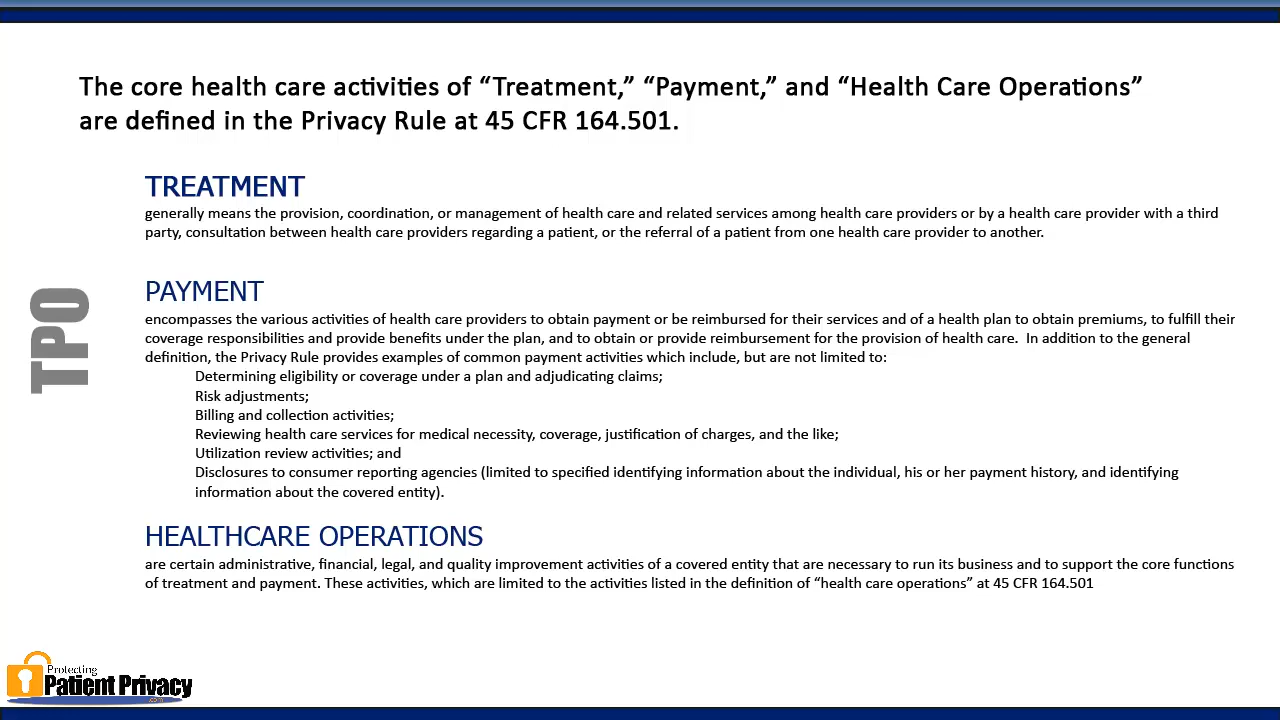 The core health care activities of “Treatment,” “Payment,” and “Health Care Operations”
are defined in the Privacy Rule at 45 CFR 164.501.
TREATMENT
generally means the provision, coordination, or management of health care and related services among health care providers or by a health care provider with a third
party, consultation between health care providers regarding a patient, or the referral of a patient from one health care provider to another.
TPO
PAYMENT
encompasses the various activities of health care providers to obtain payment or be reimbursed for their services and of a health plan to obtain premiums, to fulfill their
coverage responsibilities and provide benefits under the plan, and to obtain or provide reimbursement for the provision of health care.  In addition to the general
definition, the Privacy Rule provides examples of common payment activities which include, but are not limited to:
Determining eligibility or coverage under a plan and adjudicating claims;
Risk adjustments;
Billing and collection activities;
Reviewing health care services for medical necessity, coverage, justification of charges, and the like;
Utilization review activities; and
Disclosures to consumer reporting agencies (limited to specified identifying information about the individual, his or her payment history, and identifying
information about the covered entity).
HEALTHCARE OPERATIONS
are certain administrative, financial, legal, and quality improvement activities of a covered entity that are necessary to run its business and to support the core functions
of treatment and payment. These activities, which are limited to the activities listed in the definition of “health care operations” at 45 CFR 164.501
Protecting
Patient Privacy